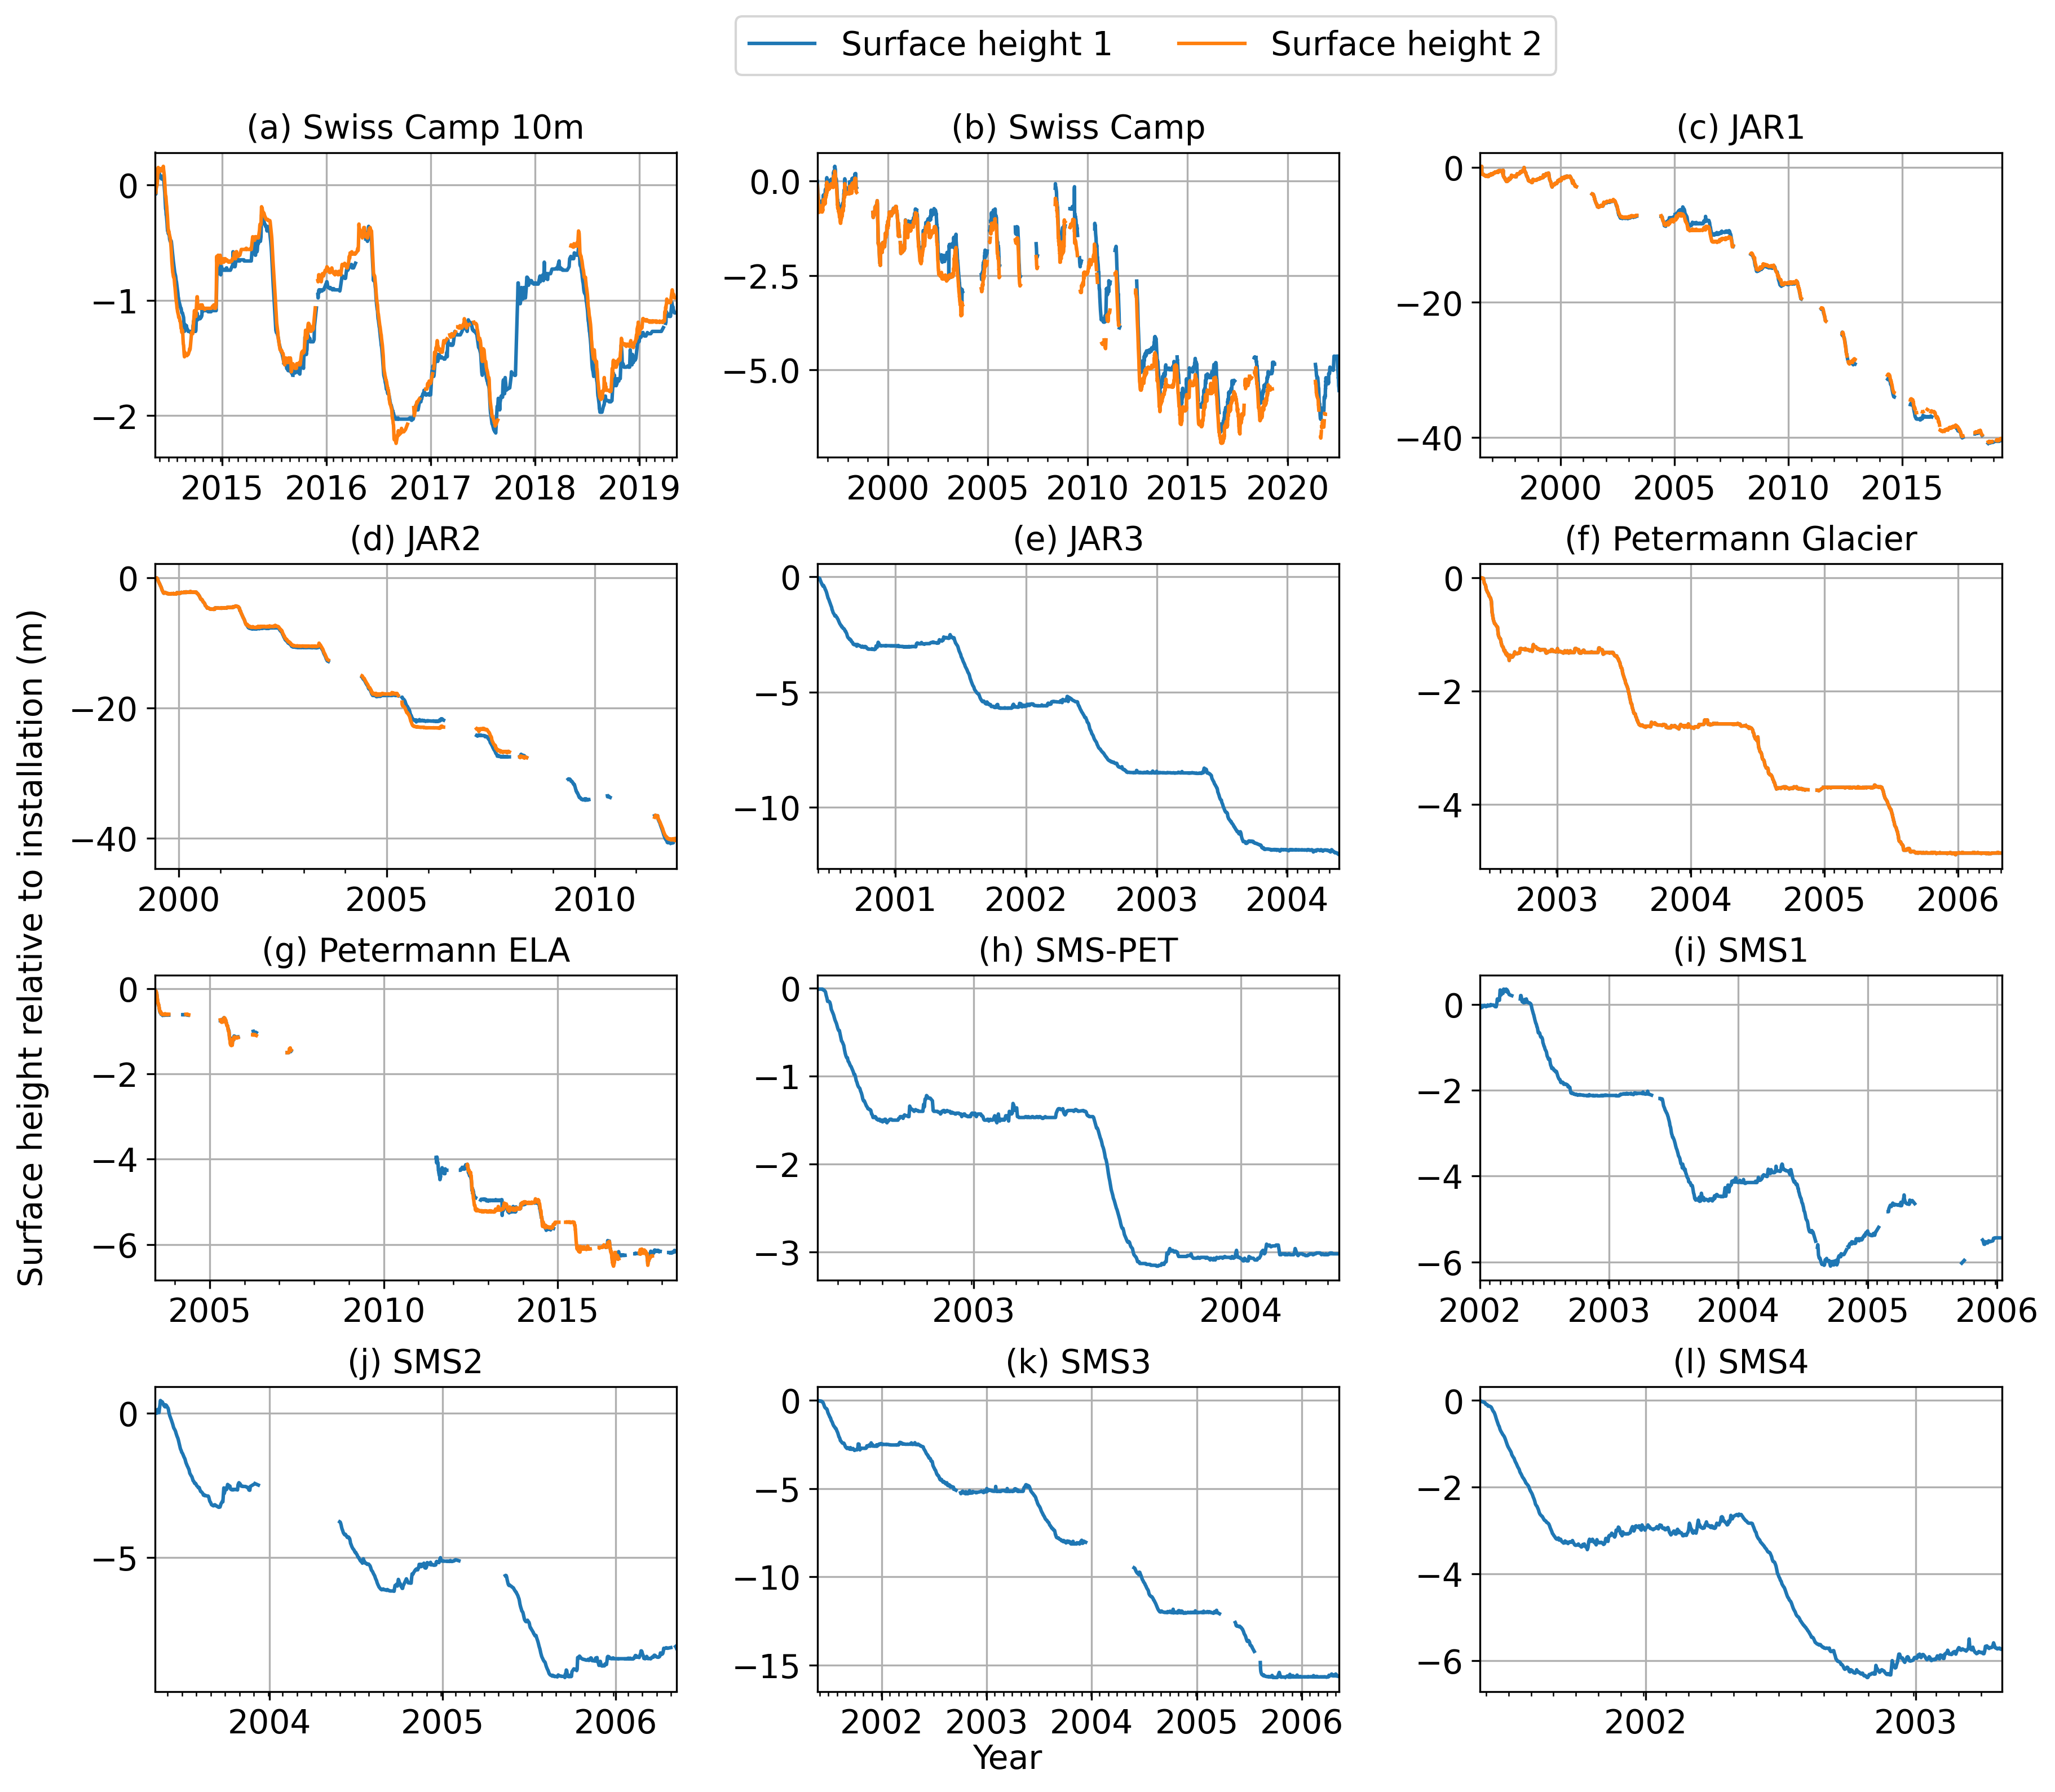 Surface height 1 Surface height 2
(a) Swiss Camp 10m (b) Swiss Camp (c) JAR1
0 −1 −2
2015 2016 2017 2018 2019
0.0 −2.5 −5.0
2000 2005 2010 2015 2020
0 −20 −40
2000 2005 2010 2015
(d) JAR2 (e) JAR3 (f) Petermann Glacier
0 −20 −40
2000 2005 2010
0 −5 −10
2001 2002 2003 2004
0 −2 −4
2003 2004 2005 2006
Surface height relative to installation (m)
(g) Petermann ELA (h) SMS-PET (i) SMS1
0 −2 −4 −6
2005 2010 2015
0 −1 −2 −3
2003 2004
0 −2 −4 −6
2002 2003 2004 2005 2006
(j) SMS2 (k) SMS3 (l) SMS4
0 −5
2004 2005 2006
0 −5 −10 −15
2002 2003 2004 2005 2006
0 −2 −4 −6
2002 2003
Year